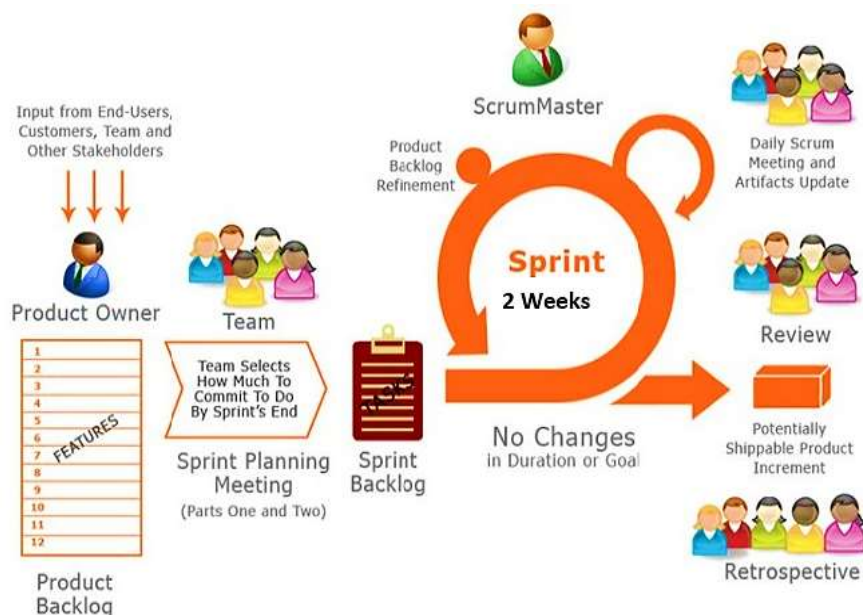 Input from End-Users,
Customers, Team and
Other Stakeholders
Product Owner
1
2
3
4
5
6
7
8
9
10
11
12
FEATURES
Product
Backlog
Team
Team Selects
How Much To
Commit To Do
By Sprint's End
Sprint Planning
Meeting
(Parts One and Two)
TASKS
Sprint
Backlog
ScrumMaster
Product
Backlog
Refinement
Sprint
2 Weeks
No Changes
in Duration or Goal
Daily Scrum
Meeting and
Artifacts Update
Review
Potentially
Shippable Product
Increment
Retrospective